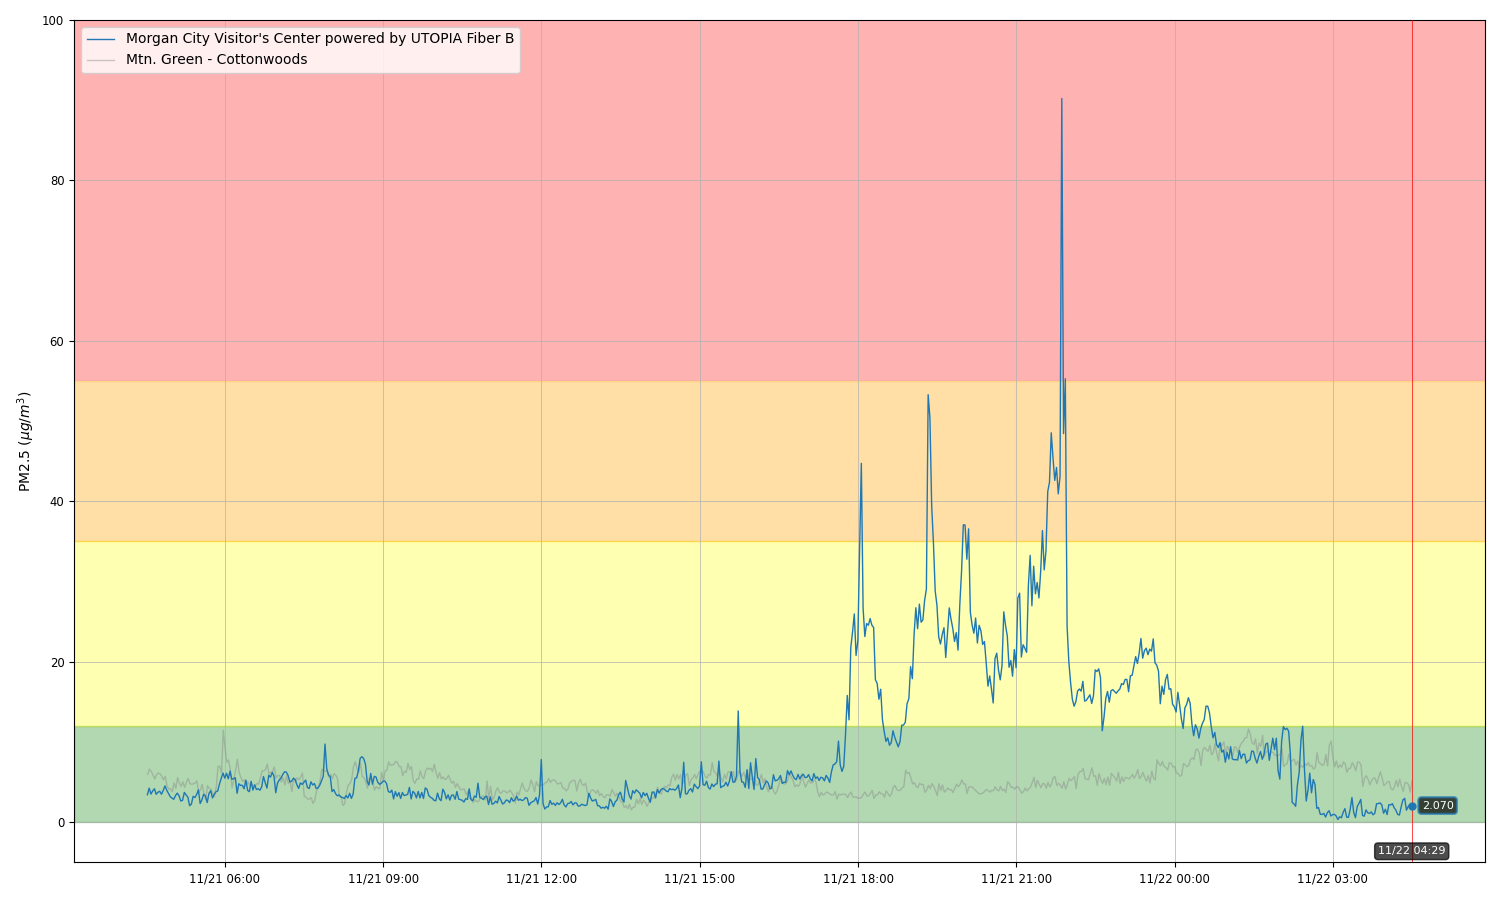 100
80
60
40
20
0
PM2.5 (μg/m³)
Morgan City Visitor's Center powered by UTOPIA Fiber B
Mtn. Green - Cottonwoods
2.070
11/22 04:29
11/21 06:00 11/21 09:00 11/21 12:00 11/21 15:00 11/21 18:00 11/21 21:00 11/22 00:00 11/22 03:00